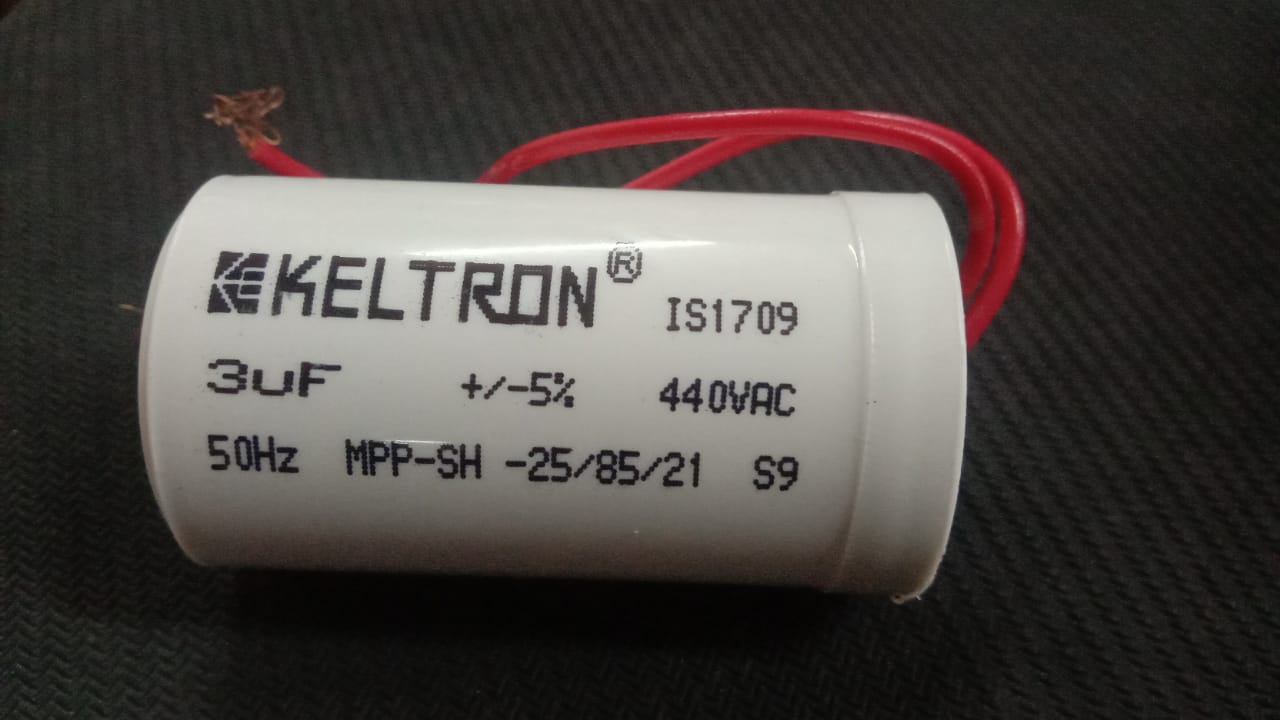 KELTRON® IS1709
3uF +/-5% 440VAC
50Hz MPP-SH -25/85/21 S9